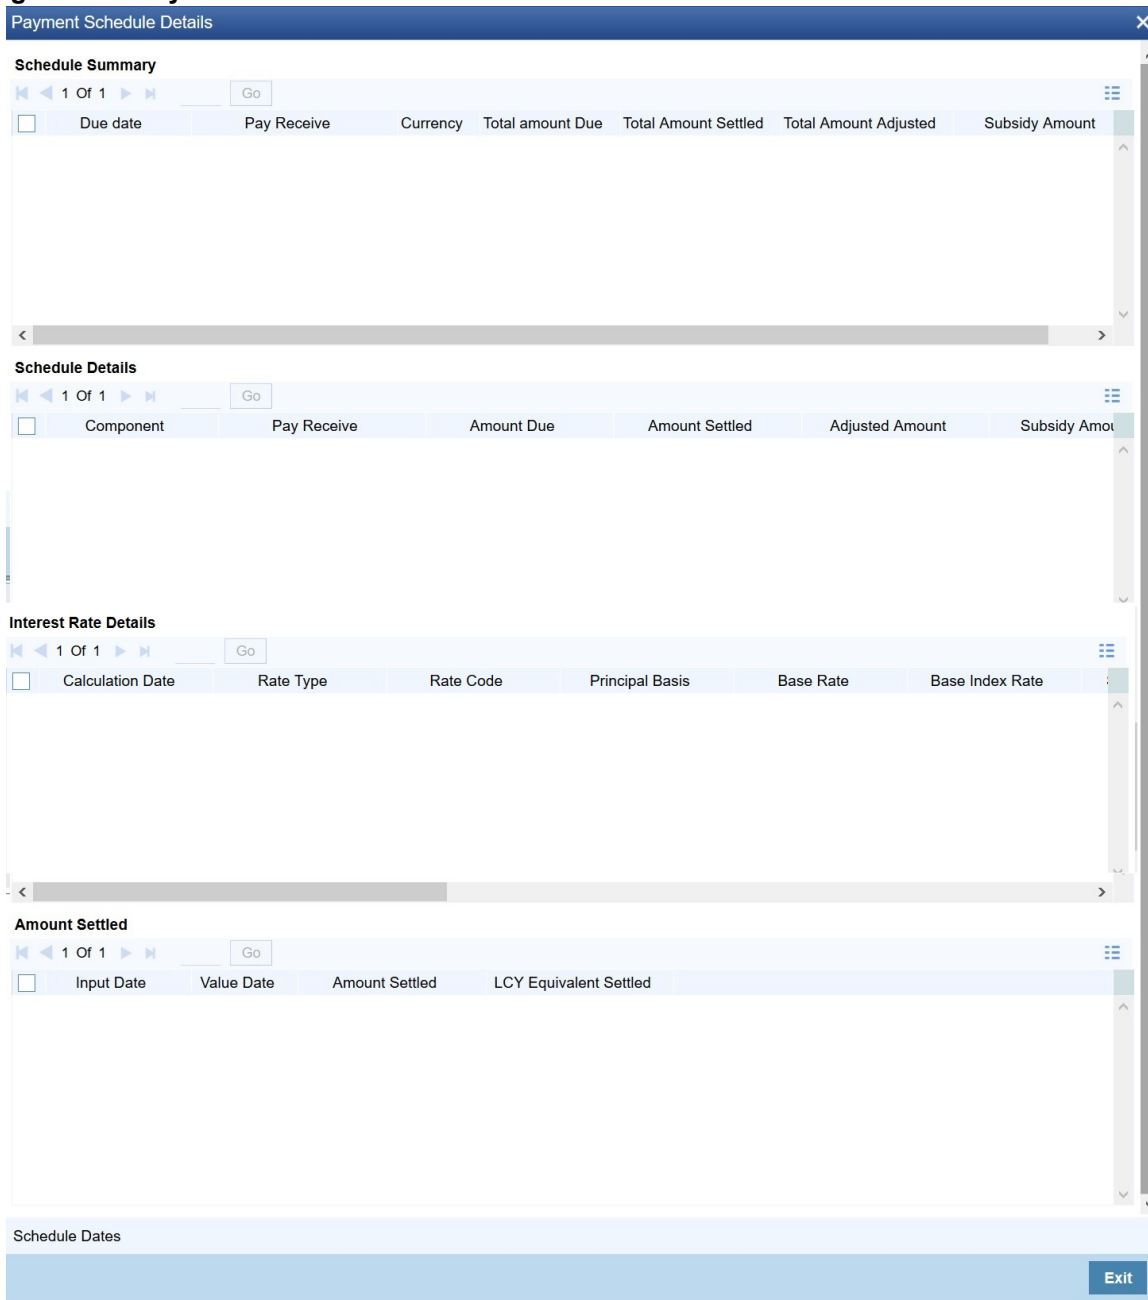 Payment Schedule Details
Schedule Summary
1 Of 1 Go
Due date Pay Receive Currency Total amount Due Total Amount Settled Total Amount Adjusted Subsidy Amount
Schedule Details
1 Of 1 Go
Component Pay Receive Amount Due Amount Settled Adjusted Amount Subsidy Amou
Interest Rate Details
1 Of 1 Go
Calculation Date Rate Type Rate Code Principal Basis Base Rate Base Index Rate
Amount Settled
1 Of 1 Go
Input Date Value Date Amount Settled LCY Equivalent Settled
Schedule Dates
Exit